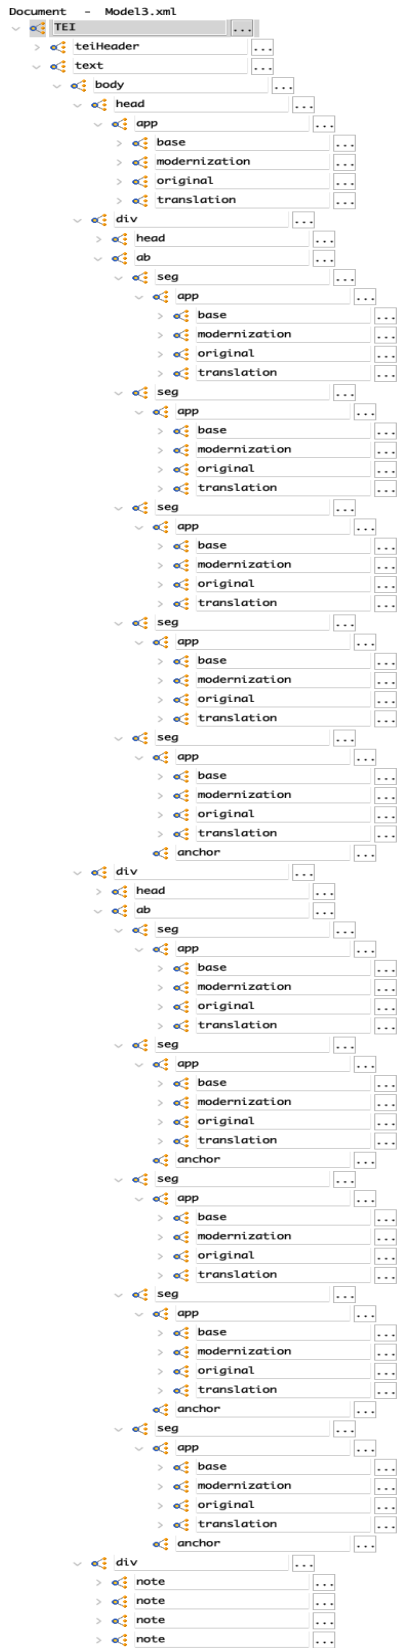 Document  –  Model3.xml
TEI ...
teiHeader ...
text ...
body ...
head ...
app ...
base ...
modernization ...
original ...
translation ...
div ...
head ...
ab ...
seg ...
app ...
base ...
modernization ...
original ...
translation ...
seg ...
app ...
base ...
modernization ...
original ...
translation ...
seg ...
app ...
base ...
modernization ...
original ...
translation ...
seg ...
app ...
base ...
modernization ...
original ...
translation ...
seg ...
app ...
base ...
modernization ...
original ...
translation ...
anchor ...
div ...
head ...
ab ...
seg ...
app ...
base ...
modernization ...
original ...
translation ...
seg ...
app ...
base ...
modernization ...
original ...
translation ...
anchor ...
seg ...
app ...
base ...
modernization ...
original ...
translation ...
seg ...
app ...
base ...
modernization ...
original ...
translation ...
anchor ...
seg ...
app ...
base ...
modernization ...
original ...
translation ...
anchor ...
div ...
note ...
note ...
note ...
note ...